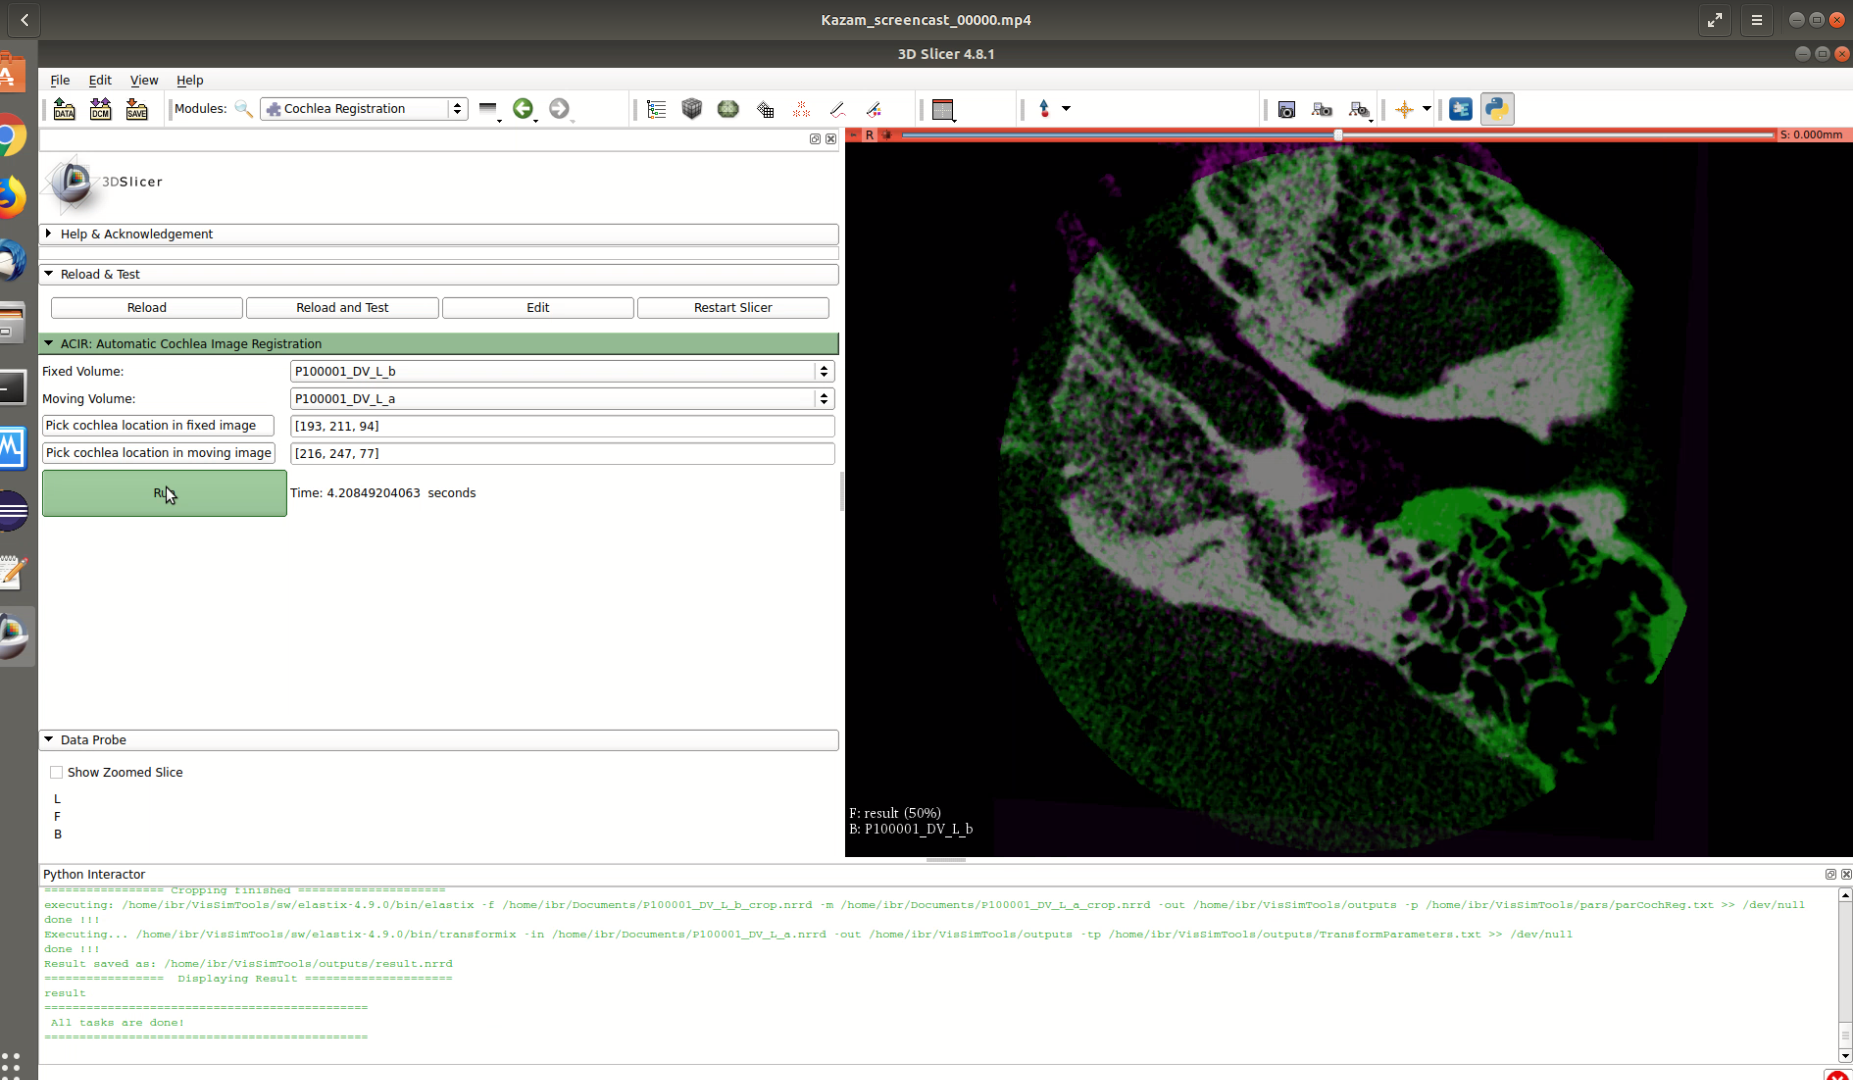 Kazam_screencast_00000.mp4
3D Slicer 4.8.1
File Edit View Help
DATA DCM SAVE Modules: Cochlea Registration
R S: 0.000mm
3DSlicer
Help & Acknowledgement
Reload & Test
Reload Reload and Test Edit Restart Slicer
ACIR: Automatic Cochlea Image Registration
Fixed Volume: P100001_DV_L_b
Moving Volume: P100001_DV_L_a
Pick cochlea location in fixed image [193, 211, 94]
Pick cochlea location in moving image [216, 247, 77]
Time: 4.20849204063 seconds
Data Probe
Show Zoomed Slice
L
F
B
F: result (50%)
B: P100001_DV_L_b
Python Interactor
================= Cropping finished =====================
executing: /home/ibr/VisSimTools/sw/elastix-4.9.0/bin/elastix -f /home/ibr/Documents/P100001_DV_L_b_crop.nrrd -m /home/ibr/Documents/P100001_DV_L_a_crop.nrrd -out /home/ibr/VisSimTools/outputs -p /home/ibr/VisSimTools/pars/parCochReg.txt >> /dev/null
done !!!
Executing... /home/ibr/VisSimTools/sw/elastix-4.9.0/bin/transformix -in /home/ibr/Documents/P100001_DV_L_a.nrrd -out /home/ibr/VisSimTools/outputs -tp /home/ibr/VisSimTools/outputs/TransformParameters.txt >> /dev/null
done !!!
Result saved as: /home/ibr/VisSimTools/outputs/result.nrrd
================= Displaying Result =====================
result
===============================================
All tasks are done!
===============================================